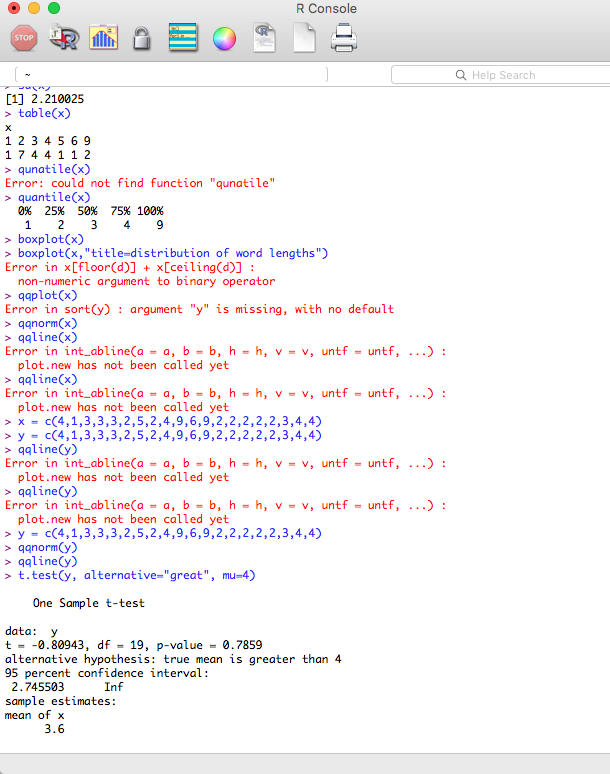 R Console
STOP
R
R
~
Help Search
> sd(x)
[1] 2.210025
> table(x)
x
1 2 3 4 5 6 9
1 7 4 4 1 1 2
> qunatile(x)
Error: could not find function "qunatile"
> quantile(x)
0% 25% 50% 75% 100%
1 2 3 4 9
> boxplot(x)
> boxplot(x,"title=distribution of word lengths")
Error in x[floor(d)] + x[ceiling(d)] :
non-numeric argument to binary operator
> qqplot(x)
Error in sort(y) : argument "y" is missing, with no default
> qqnorm(x)
> qqline(x)
Error in int_abline(a = a, b = b, h = h, v = v, untf = untf, ...) :
plot.new has not been called yet
> qqline(x)
Error in int_abline(a = a, b = b, h = h, v = v, untf = untf, ...) :
plot.new has not been called yet
> x = c(4,1,3,3,3,2,5,2,4,9,6,9,2,2,2,2,2,3,4,4)
> y = c(4,1,3,3,3,2,5,2,4,9,6,9,2,2,2,2,2,3,4,4)
> qqline(y)
Error in int_abline(a = a, b = b, h = h, v = v, untf = untf, ...) :
plot.new has not been called yet
> qqline(y)
Error in int_abline(a = a, b = b, h = h, v = v, untf = untf, ...) :
plot.new has not been called yet
> y = c(4,1,3,3,3,2,5,2,4,9,6,9,2,2,2,2,2,3,4,4)
> qqnorm(y)
> qqline(y)
> t.test(y, alternative="great", mu=4)
One Sample t-test
data: y
t = -0.80943, df = 19, p-value = 0.7859
alternative hypothesis: true mean is greater than 4
95 percent confidence interval:
2.745503 Inf
sample estimates:
mean of x
3.6